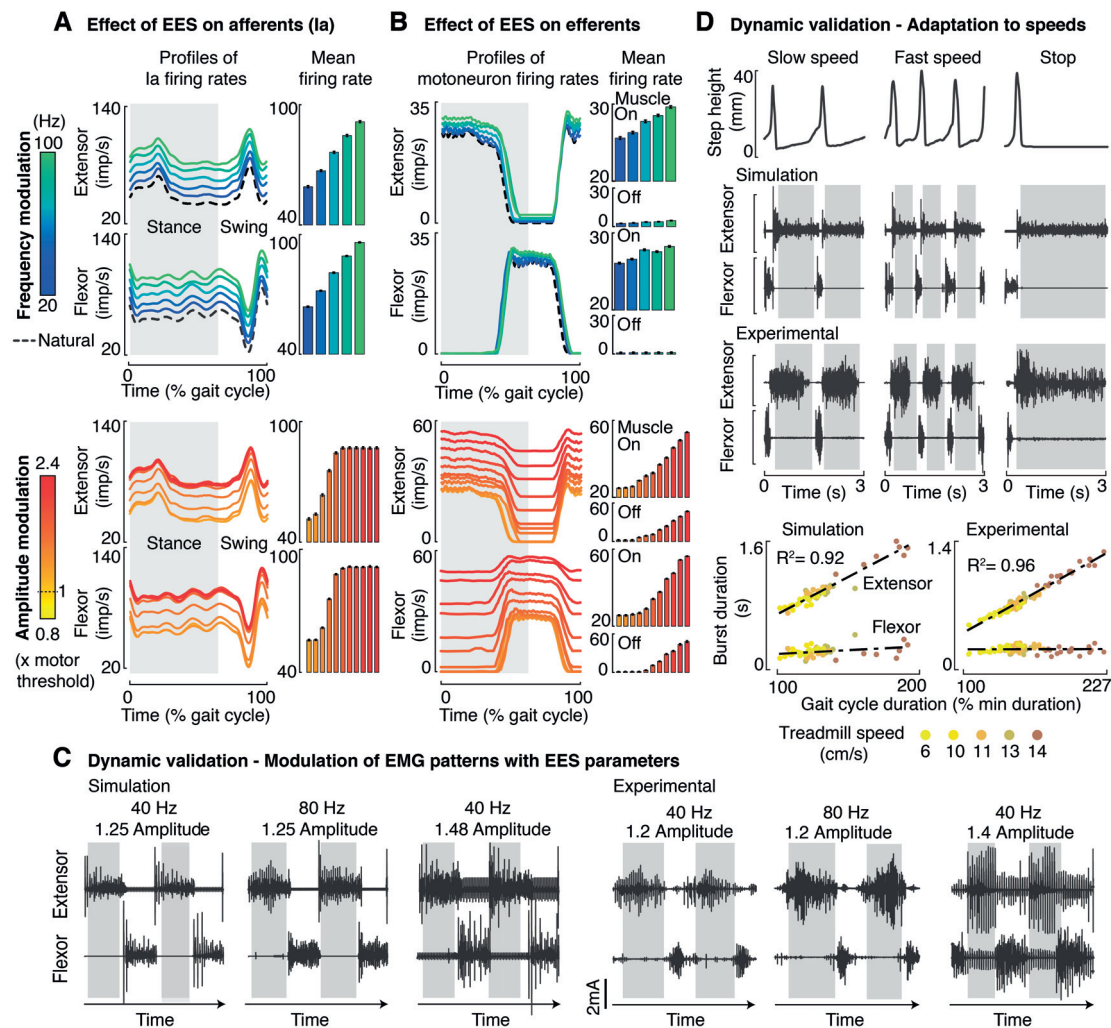 A Effect of EES on afferents (Ia)
Profiles of
Ia firing rates
Mean
firing rate
(Hz)
100
Frequency modulation
20
Natural
Extensor
(imp/s)
140
20
100
40
Stance
Swing
Flexor
(imp/s)
140
20
100
40
0
100
Time (% gait cycle)
2.4
Amplitude modulation
1
0.8
(x motor
threshold)
Extensor
(imp/s)
140
20
100
40
Stance
Swing
Flexor
(imp/s)
140
20
100
40
0
100
Time (% gait cycle)
B Effect of EES on efferents
Profiles of
motoneuron firing rates
Mean
firing rate
Extensor
(imp/s)
35
0
30
Muscle
On
20
30
Off
0
Flexor
(imp/s)
35
0
30
On
20
30
Off
0
0
100
Time (% gait cycle)
Extensor
(imp/s)
60
0
60
Muscle
On
20
60
Off
0
Flexor
(imp/s)
60
0
60
On
20
60
Off
0
0
100
Time (% gait cycle)
D Dynamic validation - Adaptation to speeds
Slow speed
Fast speed
Stop
Step height
(mm)
40
0
Simulation
Extensor
Flexror
Experimental
Extensor
Flexror
0 3 0 3 0 3
Time (s)
Time (s)
Time (s)
Simulation
Experimental
Burst duration
(s)
1.6
R²= 0.92
Extensor
Flexor
0
1.4
R²= 0.96
0
100 200 100 227
Gait cycle duration (% min duration)
Treadmill speed
(cm/s)
6 10 11 13 14
C Dynamic validation - Modulation of EMG patterns with EES parameters
Simulation
40 Hz
1.25 Amplitude
80 Hz
1.25 Amplitude
40 Hz
1.48 Amplitude
Experimental
40 Hz
1.2 Amplitude
80 Hz
1.2 Amplitude
40 Hz
1.4 Amplitude
Extensor
Flexor
2mA
Time
Time
Time
Time
Time
Time